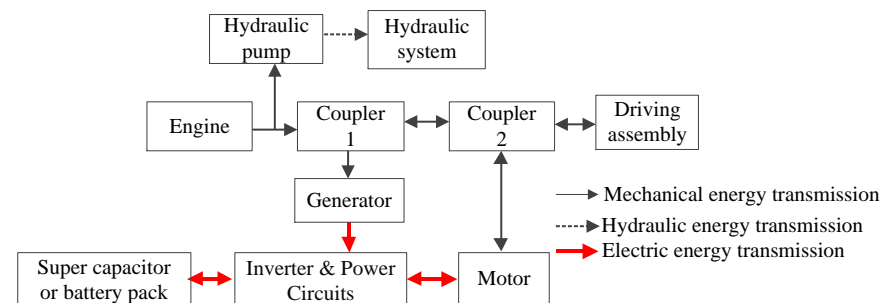 Hydraulic
pump
Hydraulic
system
Engine
Coupler
1
Coupler
2
Driving
assembly
Generator
Mechanical energy transmission
Hydraulic energy transmission
Electric energy transmission
Super capacitor
or battery pack
Inverter & Power
Circuits
Motor